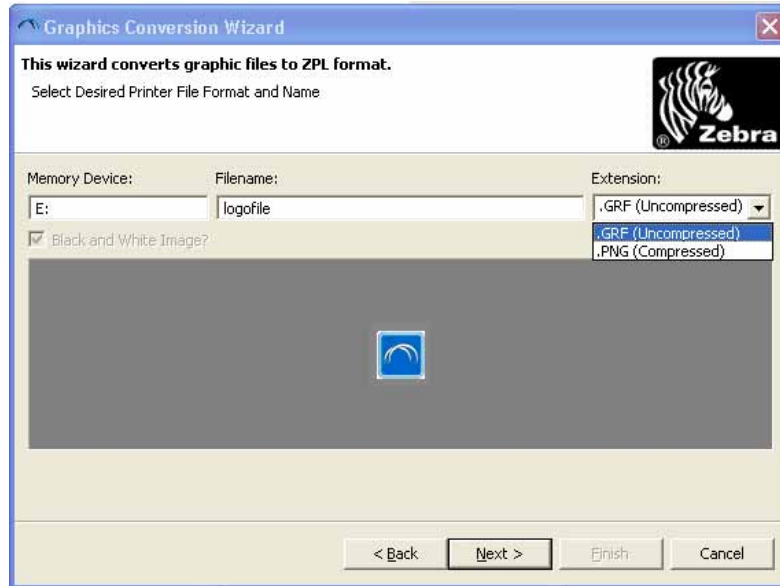 Graphics Conversion Wizard
This wizard converts graphic files to ZPL format.
Select Desired Printer File Format and Name
® Zebra
Memory Device: Filename: Extension:
E: logofile .GRF (Uncompressed)
Black and White Image? .GRF (Uncompressed)
.PNG (Compressed)
< Back Next > Finish Cancel